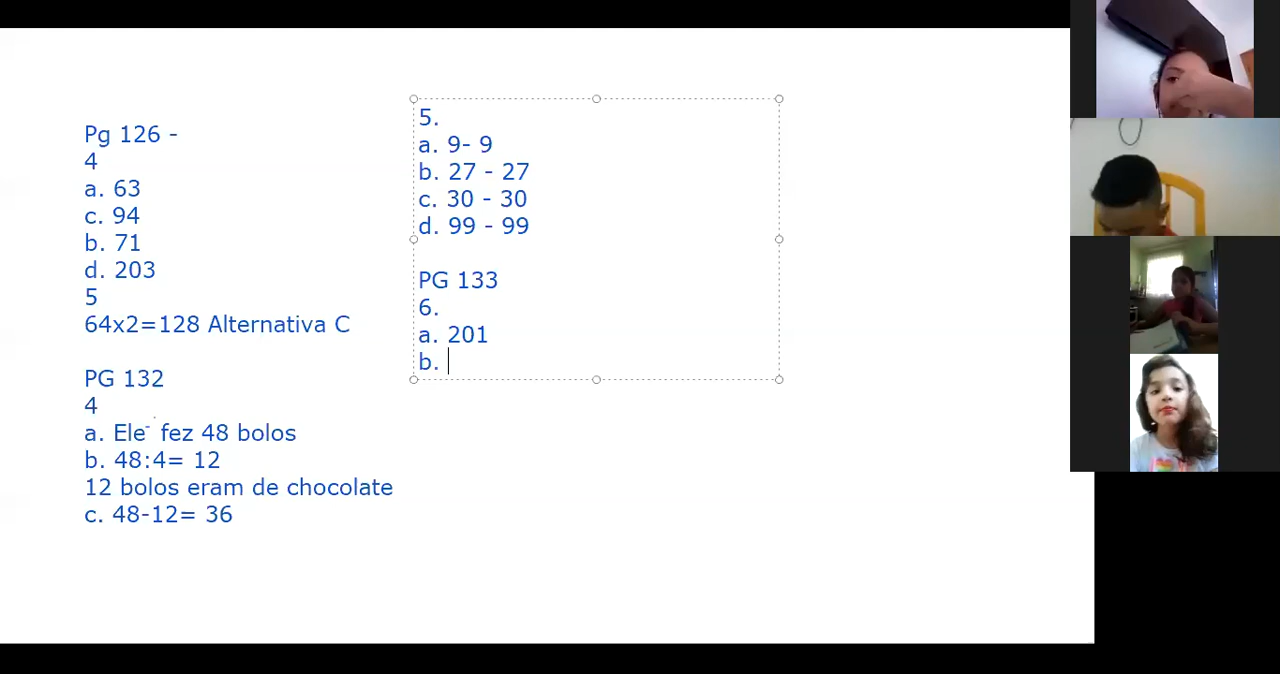 Pg 126 -
4
a. 63
c. 94
b. 71
d. 203
5
64x2=128 Alternativa C
PG 132
4
a. Ele fez 48 bolos
b. 48:4= 12
12 bolos eram de chocolate
c. 48-12= 36
5.
a. 9- 9
b. 27 - 27
c. 30 - 30
d. 99 - 99
PG 133
6.
a. 201
b.